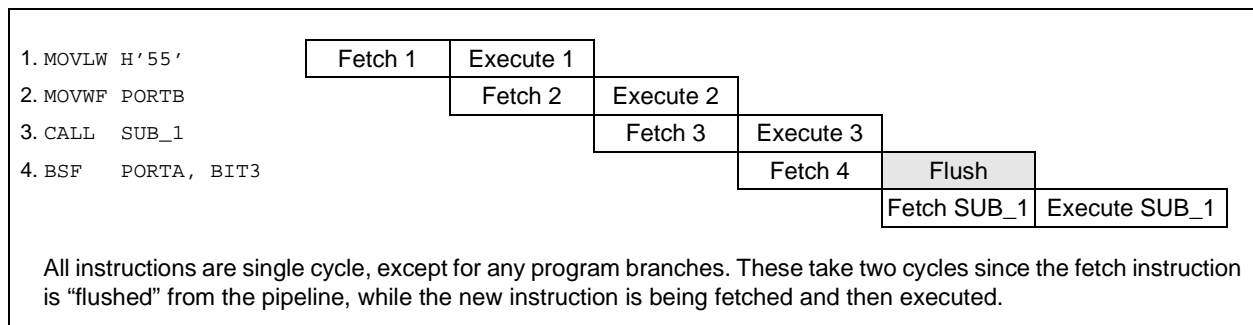 1. MOVLW H'55' Fetch 1 Execute 1
2. MOVWF PORTB Fetch 2 Execute 2
3. CALL SUB_1 Fetch 3 Execute 3
4. BSF PORTA, BIT3 Fetch 4 Flush
Fetch SUB_1 Execute SUB_1
All instructions are single cycle, except for any program branches. These take two cycles since the fetch instruction
is “flushed” from the pipeline, while the new instruction is being fetched and then executed.